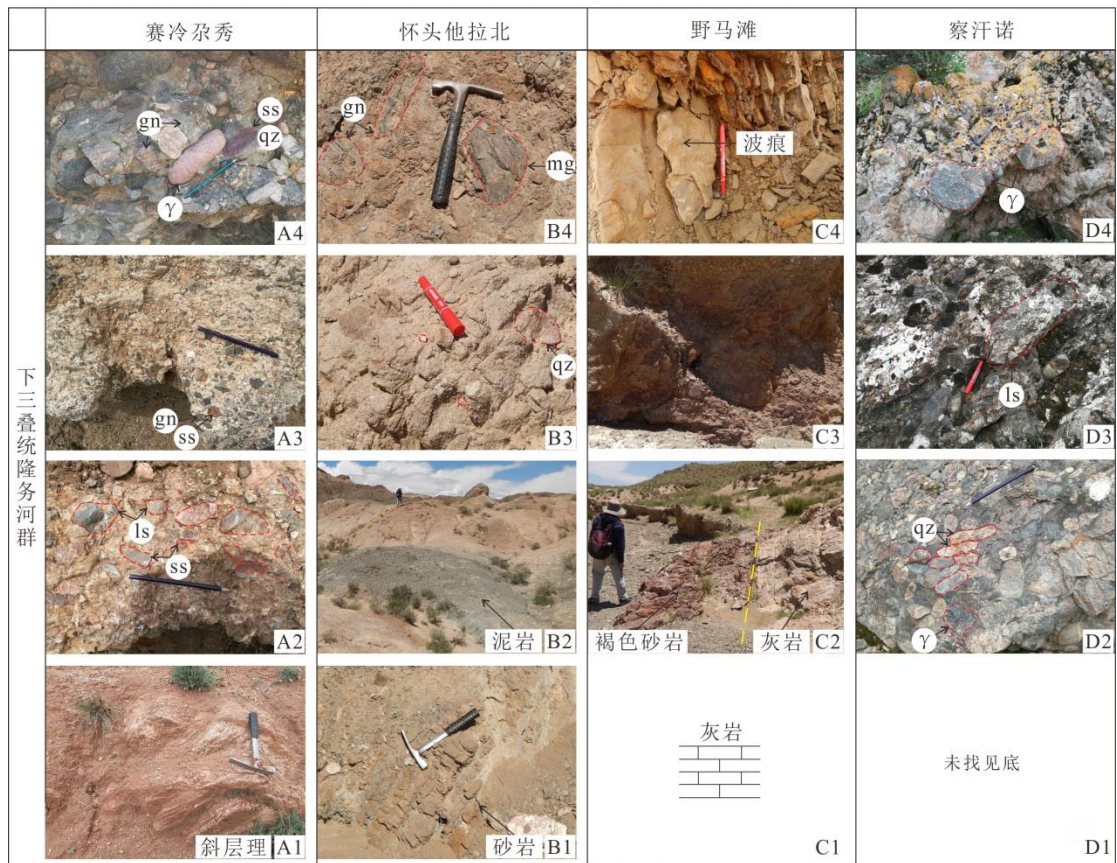 赛冷尕秀 怀头他拉北 野马滩 察汗诺
下三叠统隆务河群
gn
ss
qz
γ
A4
gn
mg
B4
波痕
C4
γ
D4
gn
ss
A3
qz
B3
C3
ls
D3
ls
ss
A2
泥岩 B2
褐色砂岩 灰岩 C2
qz
γ
D2
斜层理 A1
砂岩 B1
灰岩
C1
未找见底
D1